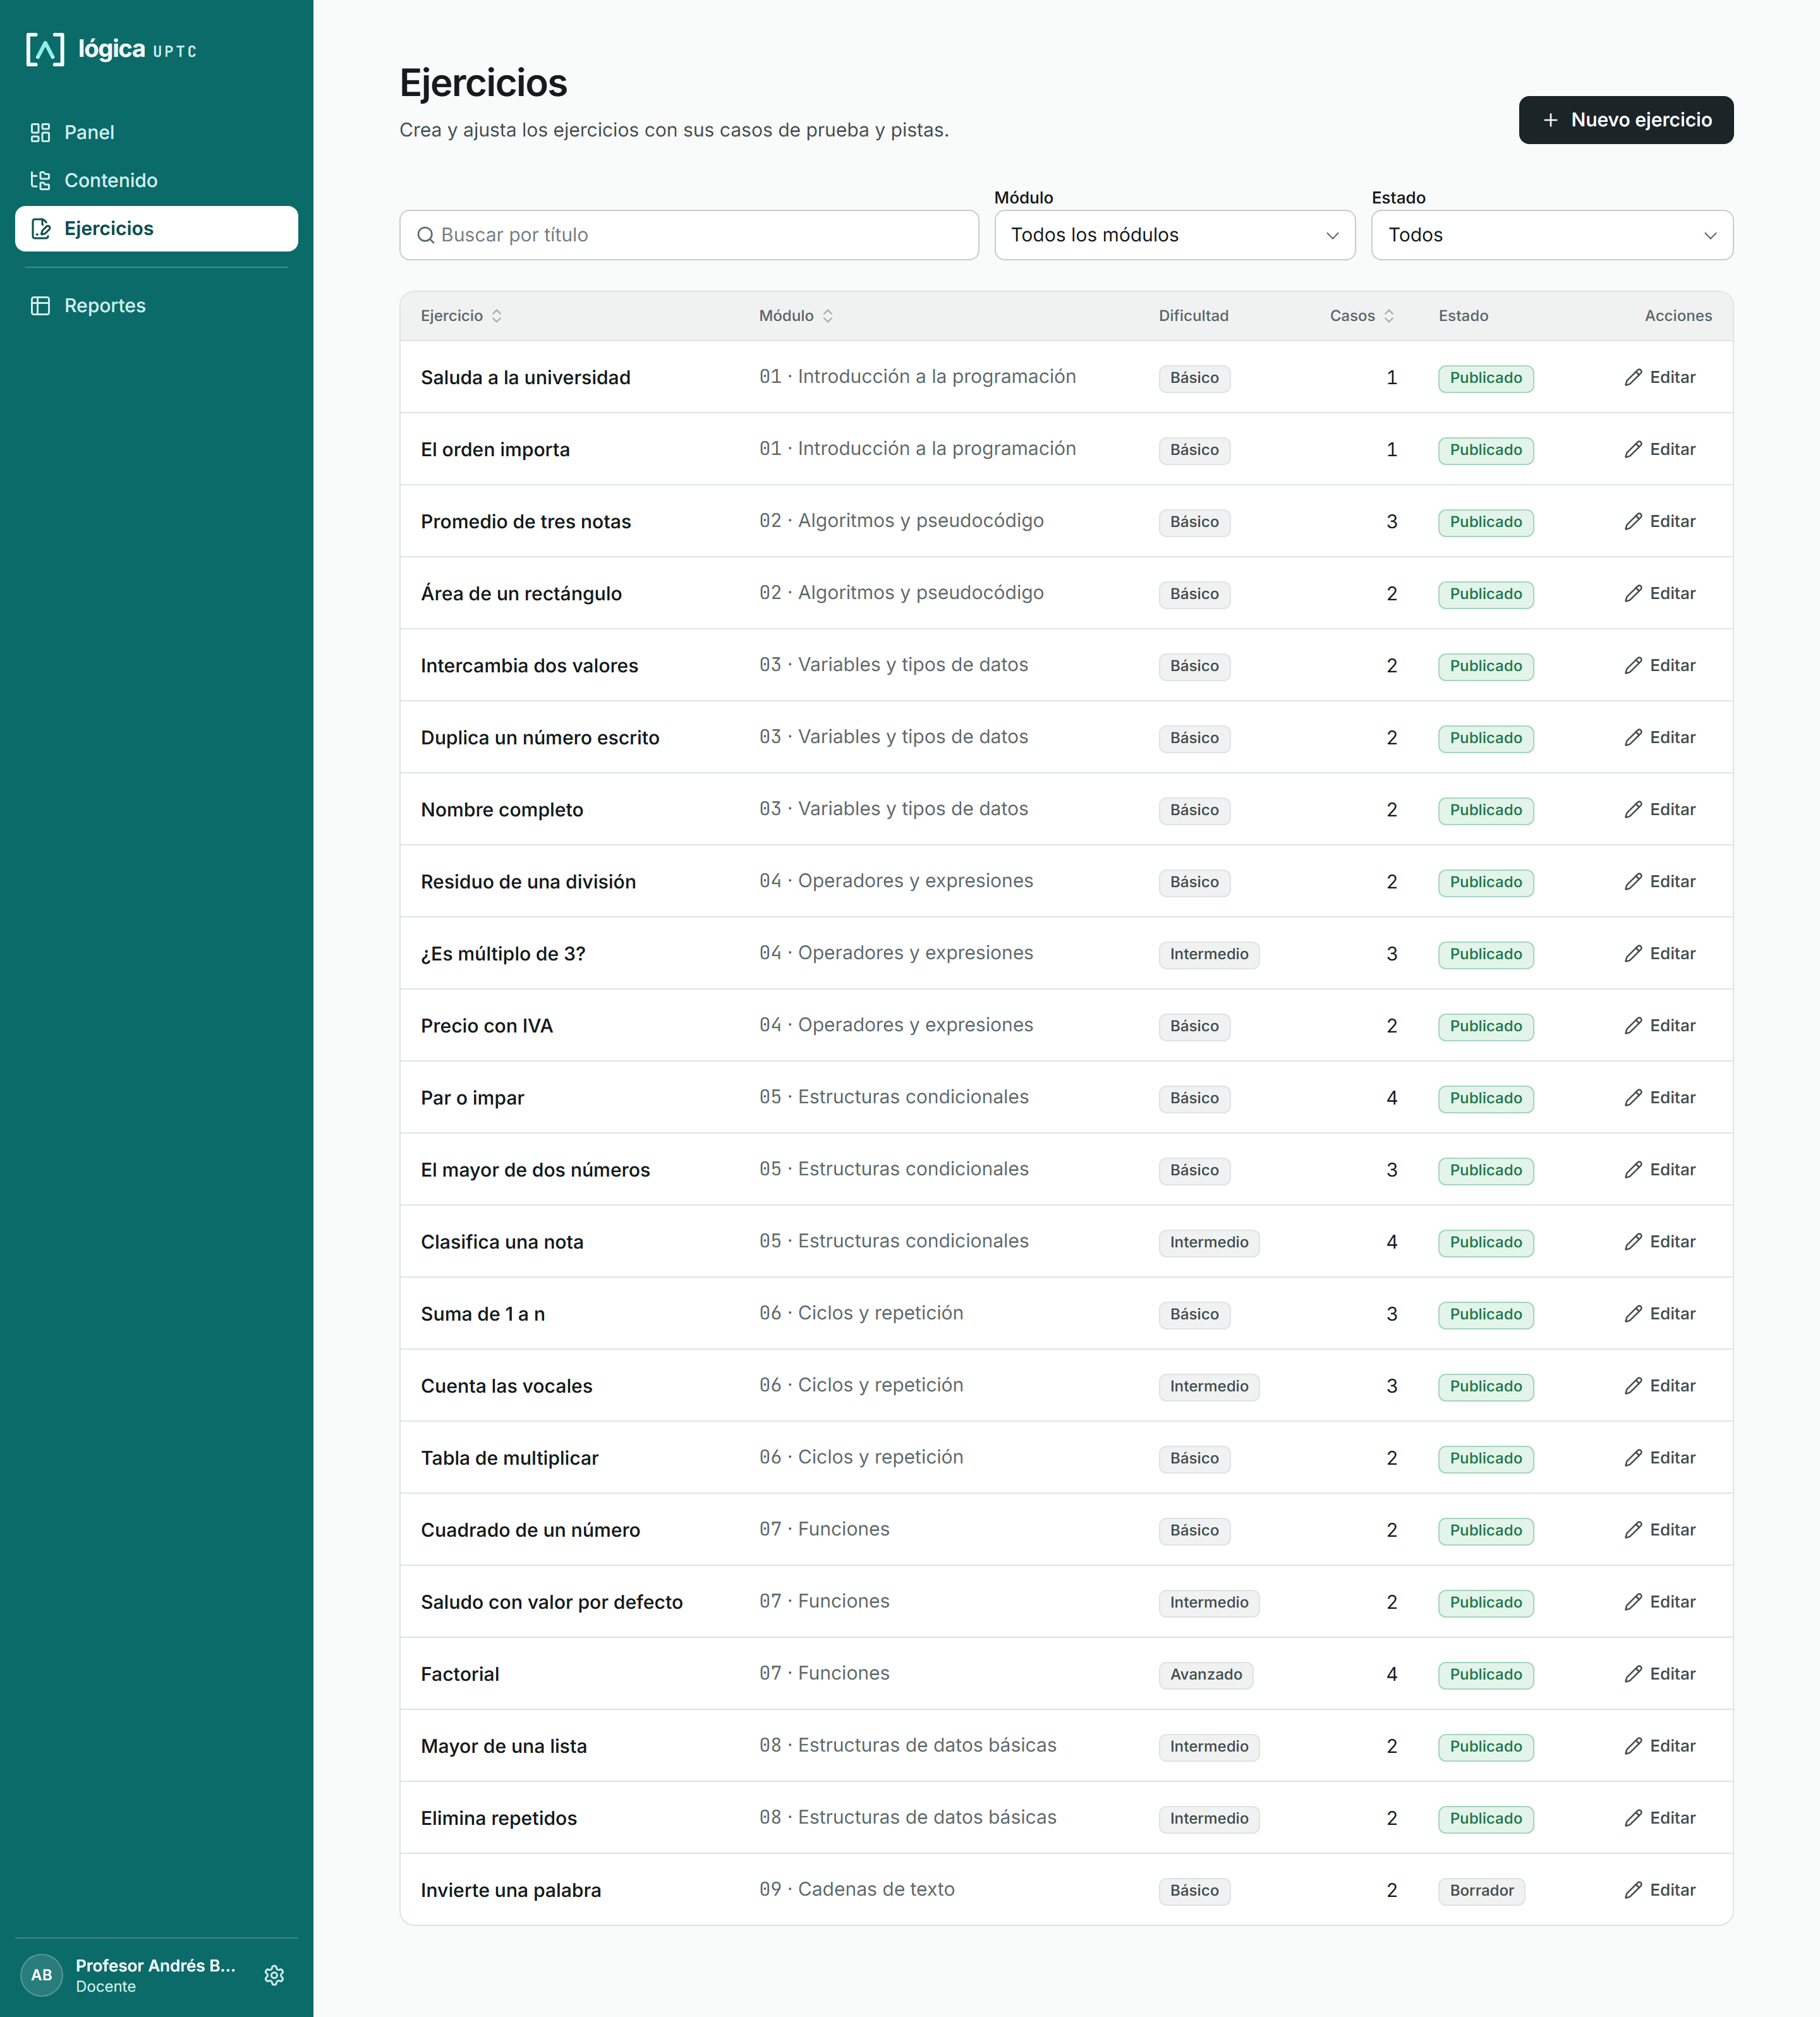 lógica UPTC
Panel
Contenido
Ejercicios
Reportes
Ejercicios
Crea y ajusta los ejercicios con sus casos de prueba y pistas.
+ Nuevo ejercicio
Módulo
Estado
Buscar por título
Todos los módulos
Todos
Ejercicio Módulo Dificultad Casos Estado Acciones
Saluda a la universidad 01 · Introducción a la programación Básico 1 Publicado Editar
El orden importa 01 · Introducción a la programación Básico 1 Publicado Editar
Promedio de tres notas 02 · Algoritmos y pseudocódigo Básico 3 Publicado Editar
Área de un rectángulo 02 · Algoritmos y pseudocódigo Básico 2 Publicado Editar
Intercambia dos valores 03 · Variables y tipos de datos Básico 2 Publicado Editar
Duplica un número escrito 03 · Variables y tipos de datos Básico 2 Publicado Editar
Nombre completo 03 · Variables y tipos de datos Básico 2 Publicado Editar
Residuo de una división 04 · Operadores y expresiones Básico 2 Publicado Editar
¿Es múltiplo de 3? 04 · Operadores y expresiones Intermedio 3 Publicado Editar
Precio con IVA 04 · Operadores y expresiones Básico 2 Publicado Editar
Par o impar 05 · Estructuras condicionales Básico 4 Publicado Editar
El mayor de dos números 05 · Estructuras condicionales Básico 3 Publicado Editar
Clasifica una nota 05 · Estructuras condicionales Intermedio 4 Publicado Editar
Suma de 1 a n 06 · Ciclos y repetición Básico 3 Publicado Editar
Cuenta las vocales 06 · Ciclos y repetición Intermedio 3 Publicado Editar
Tabla de multiplicar 06 · Ciclos y repetición Básico 2 Publicado Editar
Cuadrado de un número 07 · Funciones Básico 2 Publicado Editar
Saludo con valor por defecto 07 · Funciones Intermedio 2 Publicado Editar
Factorial 07 · Funciones Avanzado 4 Publicado Editar
Mayor de una lista 08 · Estructuras de datos básicas Intermedio 2 Publicado Editar
Elimina repetidos 08 · Estructuras de datos básicas Intermedio 2 Publicado Editar
Invierte una palabra 09 · Cadenas de texto Básico 2 Borrador Editar
AB
Profesor Andrés B...
Docente